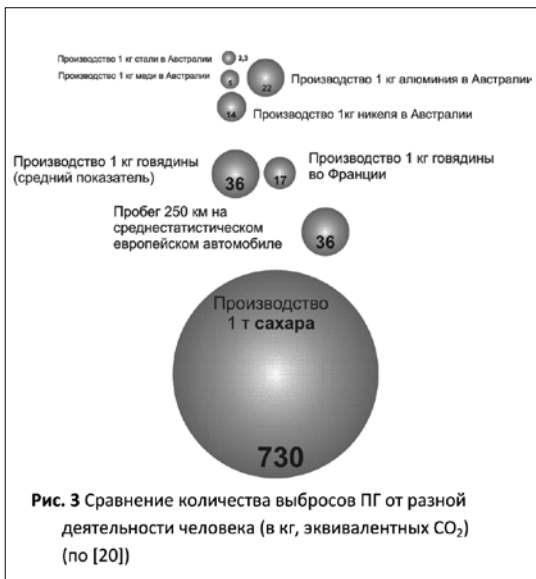 Производство 1 кг стали в Австралии 2,3
Производство 1 кг меди в Австралии 5
22 Производство 1 кг алюминия в Австралии
14 Производство 1кг никеля в Австралии
Производство 1 кг говядины
(средний показатель)
36
17
Производство 1 кг говядины
во Франции
Пробег 250 км на
среднестатистическом
европейском автомобиле
36
Производство
1 т сахара
730
Рис. 3 Сравнение количества выбросов ПГ от разной
деятельности человека (в кг, эквивалентных CO₂)
(по [20])